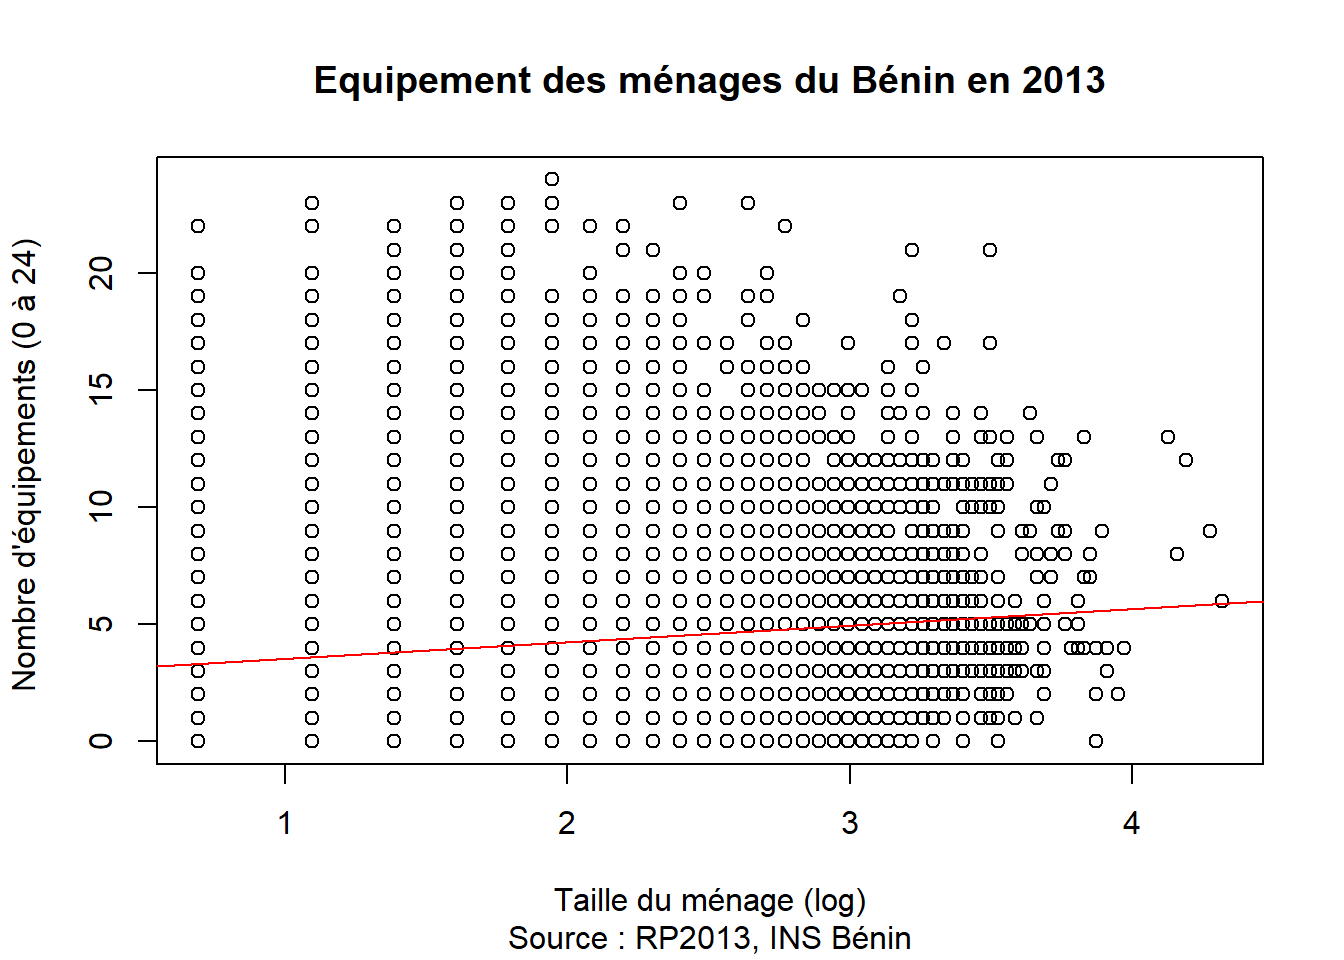 Equipement des ménages du Bénin en 2013
Nombre d'équipements (0 à 24)
20
15
10
5
0
1 2 3 4
Taille du ménage (log)
Source : RP2013, INS Bénin